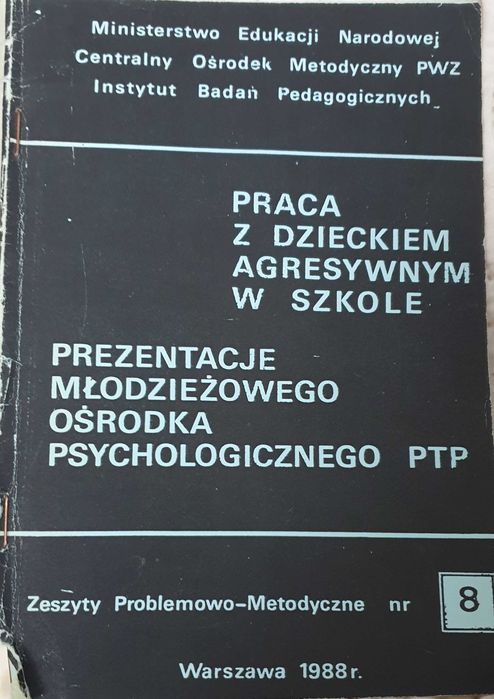 Ministerstwo Edukacji Narodowej
Centralny Ośrodek Metodyczny PWZ
Instytut Badań Pedagogicznych
PRACA
Z DZIECKIEM
AGRESYWNYM
W SZKOLE
PREZENTACJE
MŁODZIEŻOWEGO
OŚRODKA
PSYCHOLOGICZNEGO PTP
Zeszyty Problemowo-Metodyczne nr 8
Warszawa 1988r.